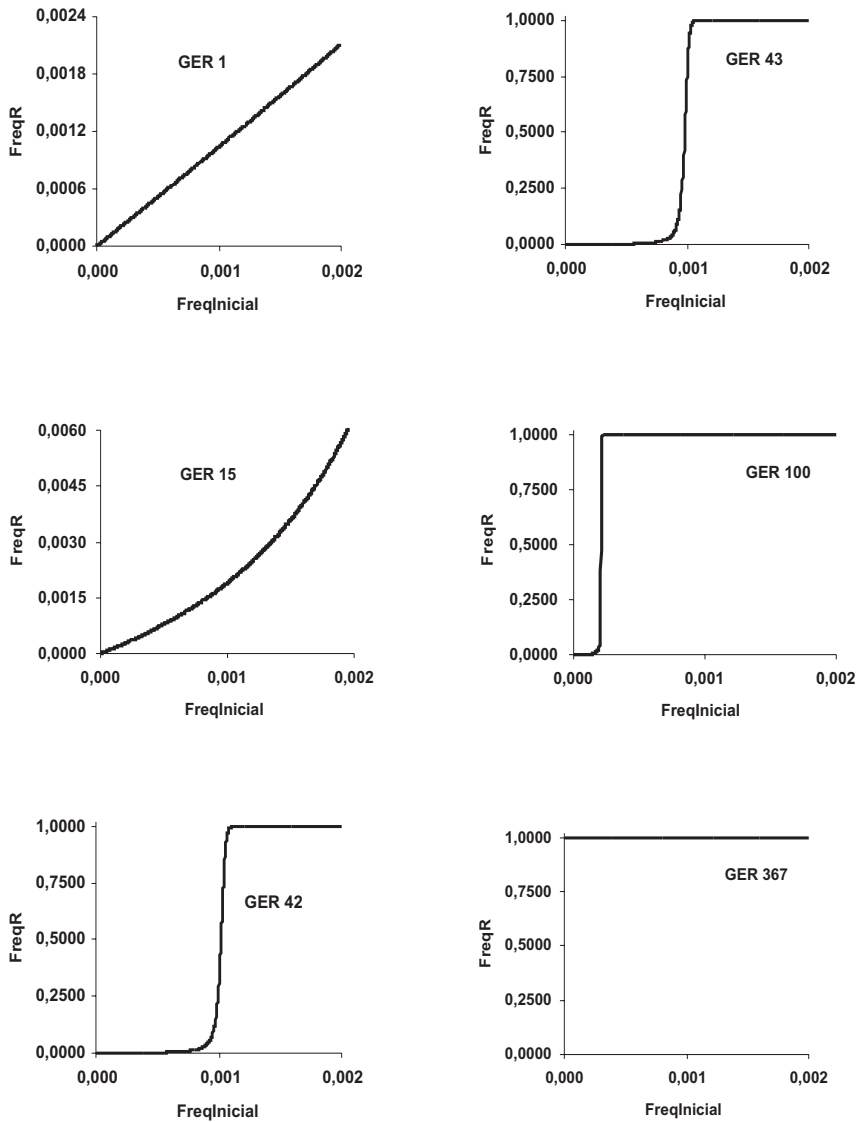 0,0024
0,0018
0,0012
0,0006
0,0000
FreqR
GER 1
0,000 0,001 0,002
FreqInicial
1,0000
0,7500
0,5000
0,2500
0,0000
FreqR
GER 43
0,000 0,001 0,002
FreqInicial
0,0060
0,0045
0,0030
0,0015
0,0000
FreqR
GER 15
0,000 0,001 0,002
FreqInicial
1,0000
0,7500
0,5000
0,2500
0,0000
FreqR
GER 100
0,000 0,001 0,002
FreqInicial
1,0000
0,7500
0,5000
0,2500
0,0000
FreqR
GER 42
0,000 0,001 0,002
FreqInicial
1,0000
0,7500
0,5000
0,2500
0,0000
FreqR
GER 367
0,000 0,001 0,002
FreqInicial